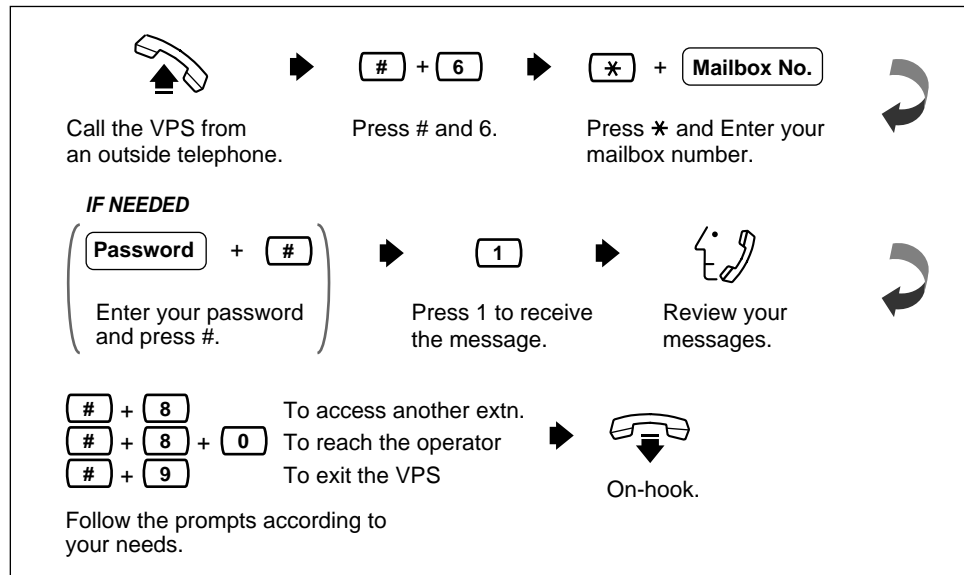 # + 6 ✱ + Mailbox No.
Call the VPS from
an outside telephone.
Press # and 6.
Press ✱ and Enter your
mailbox number.
IF NEEDED
Password + # 1
Enter your password
and press #.
Press 1 to receive
the message.
Review your
messages.
# + 8 To access another extn.
# + 8 + 0 To reach the operator
# + 9 To exit the VPS
On-hook.
Follow the prompts according to
your needs.